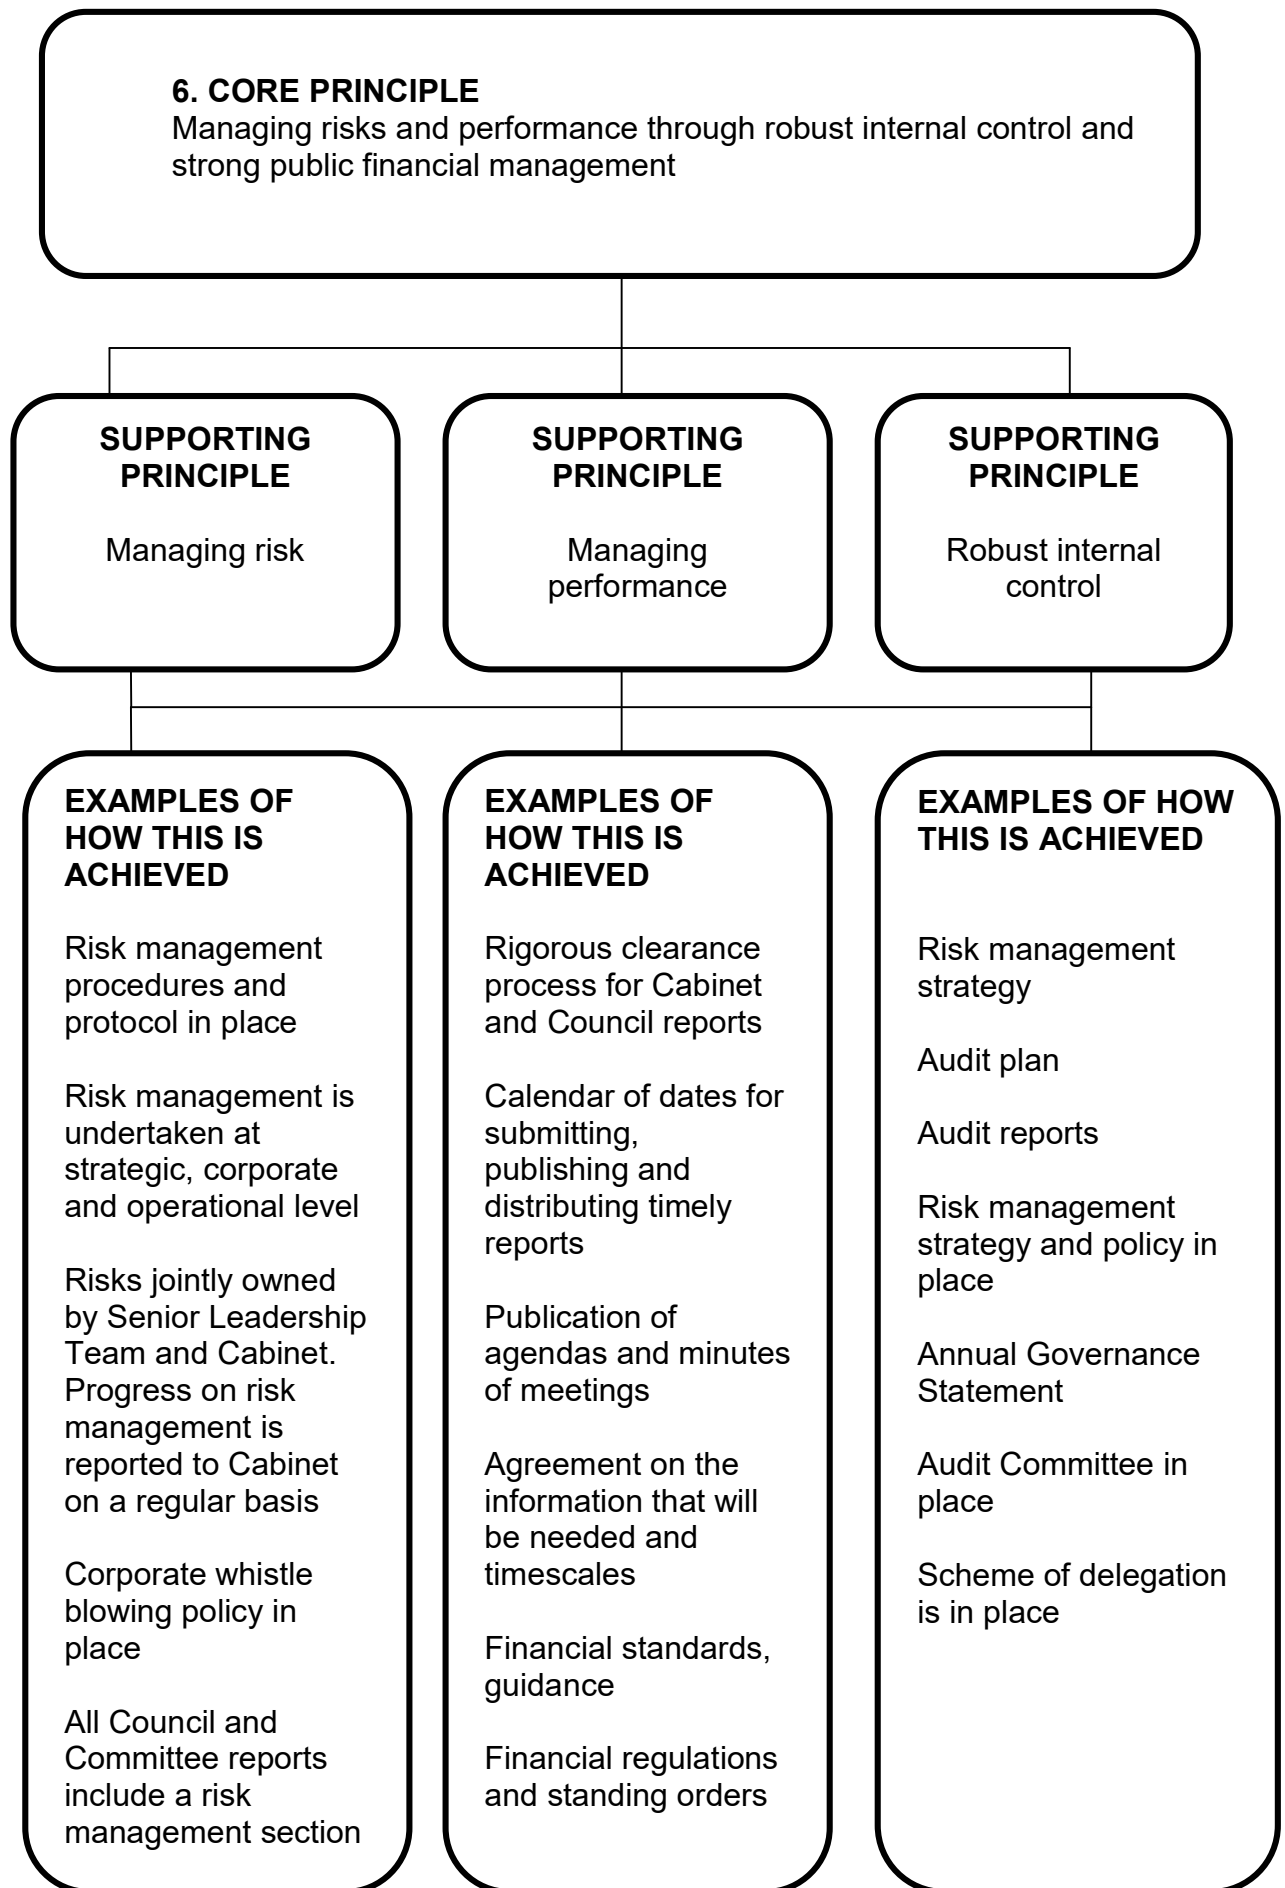 6. CORE PRINCIPLE
Managing risks and performance through robust internal control and
strong public financial management
SUPPORTING
PRINCIPLE
Managing risk
SUPPORTING
PRINCIPLE
Managing
performance
SUPPORTING
PRINCIPLE
Robust internal
control
EXAMPLES OF
HOW THIS IS
ACHIEVED
Risk management
procedures and
protocol in place
Risk management is
undertaken at
strategic, corporate
and operational level
Risks jointly owned
by Senior Leadership
Team and Cabinet.
Progress on risk
management is
reported to Cabinet
on a regular basis
Corporate whistle
blowing policy in
place
All Council and
Committee reports
include a risk
management section
EXAMPLES OF
HOW THIS IS
ACHIEVED
Rigorous clearance
process for Cabinet
and Council reports
Calendar of dates for
submitting,
publishing and
distributing timely
reports
Publication of
agendas and minutes
of meetings
Agreement on the
information that will
be needed and
timescales
Financial standards,
guidance
Financial regulations
and standing orders
EXAMPLES OF HOW
THIS IS ACHIEVED
Risk management
strategy
Audit plan
Audit reports
Risk management
strategy and policy in
place
Annual Governance
Statement
Audit Committee in
place
Scheme of delegation
is in place